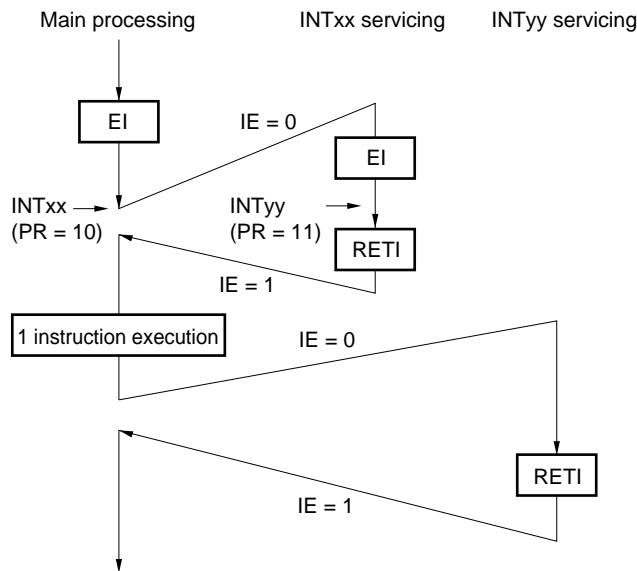 Main processing
INTxx servicing
INTyy servicing
EI
IE = 0
EI
INTxx
(PR = 10)
INTyy
(PR = 11)
RETI
IE = 1
1 instruction execution
IE = 0
RETI
IE = 1